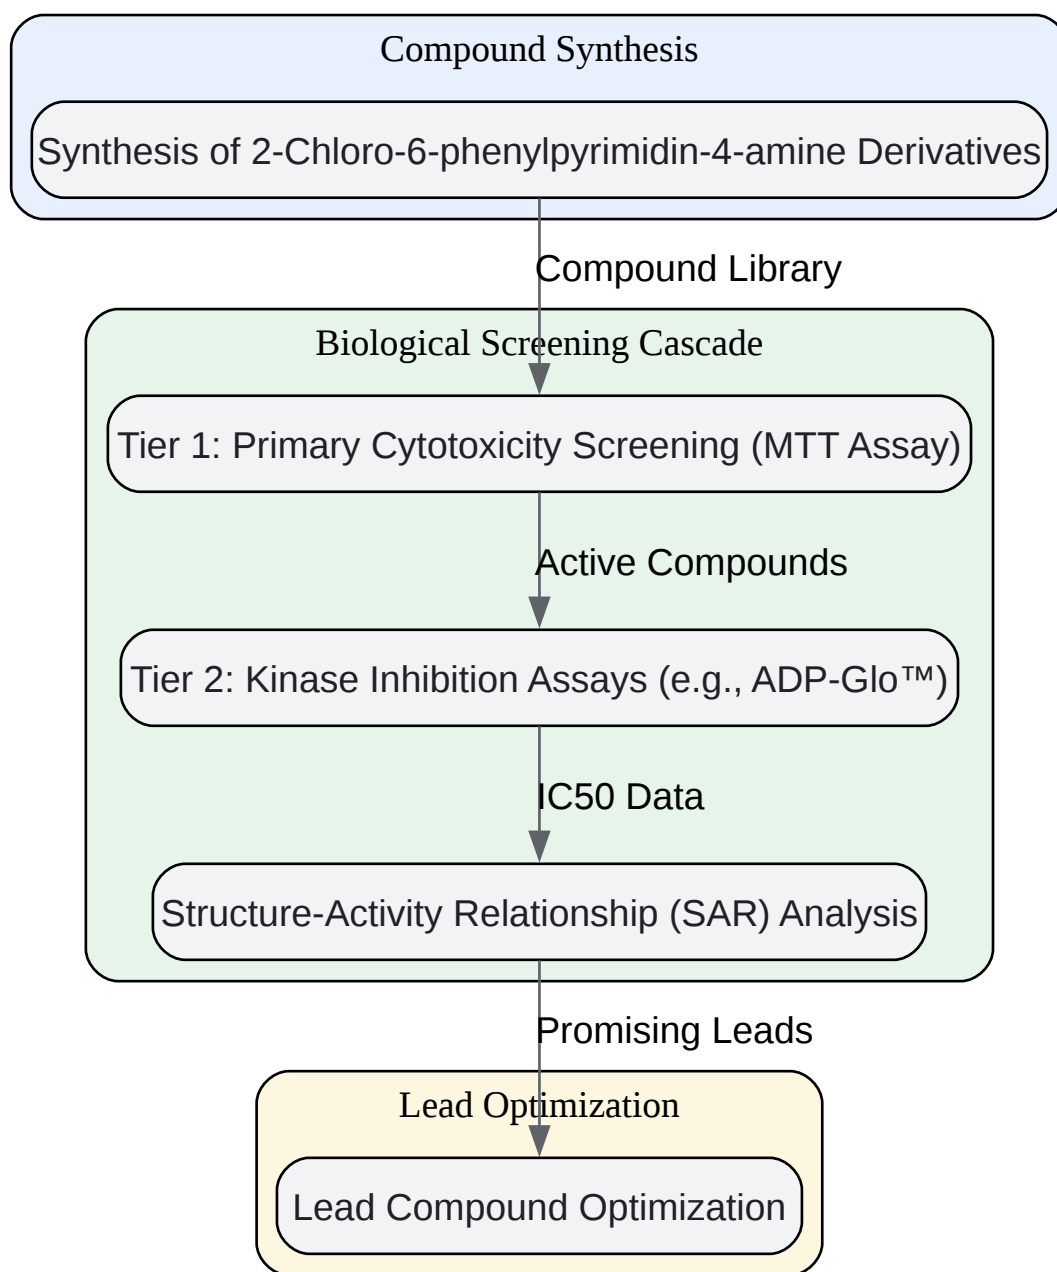 Compound Synthesis
Synthesis of 2-Chloro-6-phenylpyrimidin-4-amine Derivatives
Compound Library
Biological Screening Cascade
Tier 1: Primary Cytotoxicity Screening (MTT Assay)
Active Compounds
Tier 2: Kinase Inhibition Assays (e.g., ADP-Glo™)
IC50 Data
Structure-Activity Relationship (SAR) Analysis
Promising Leads
Lead Optimization
Lead Compound Optimization